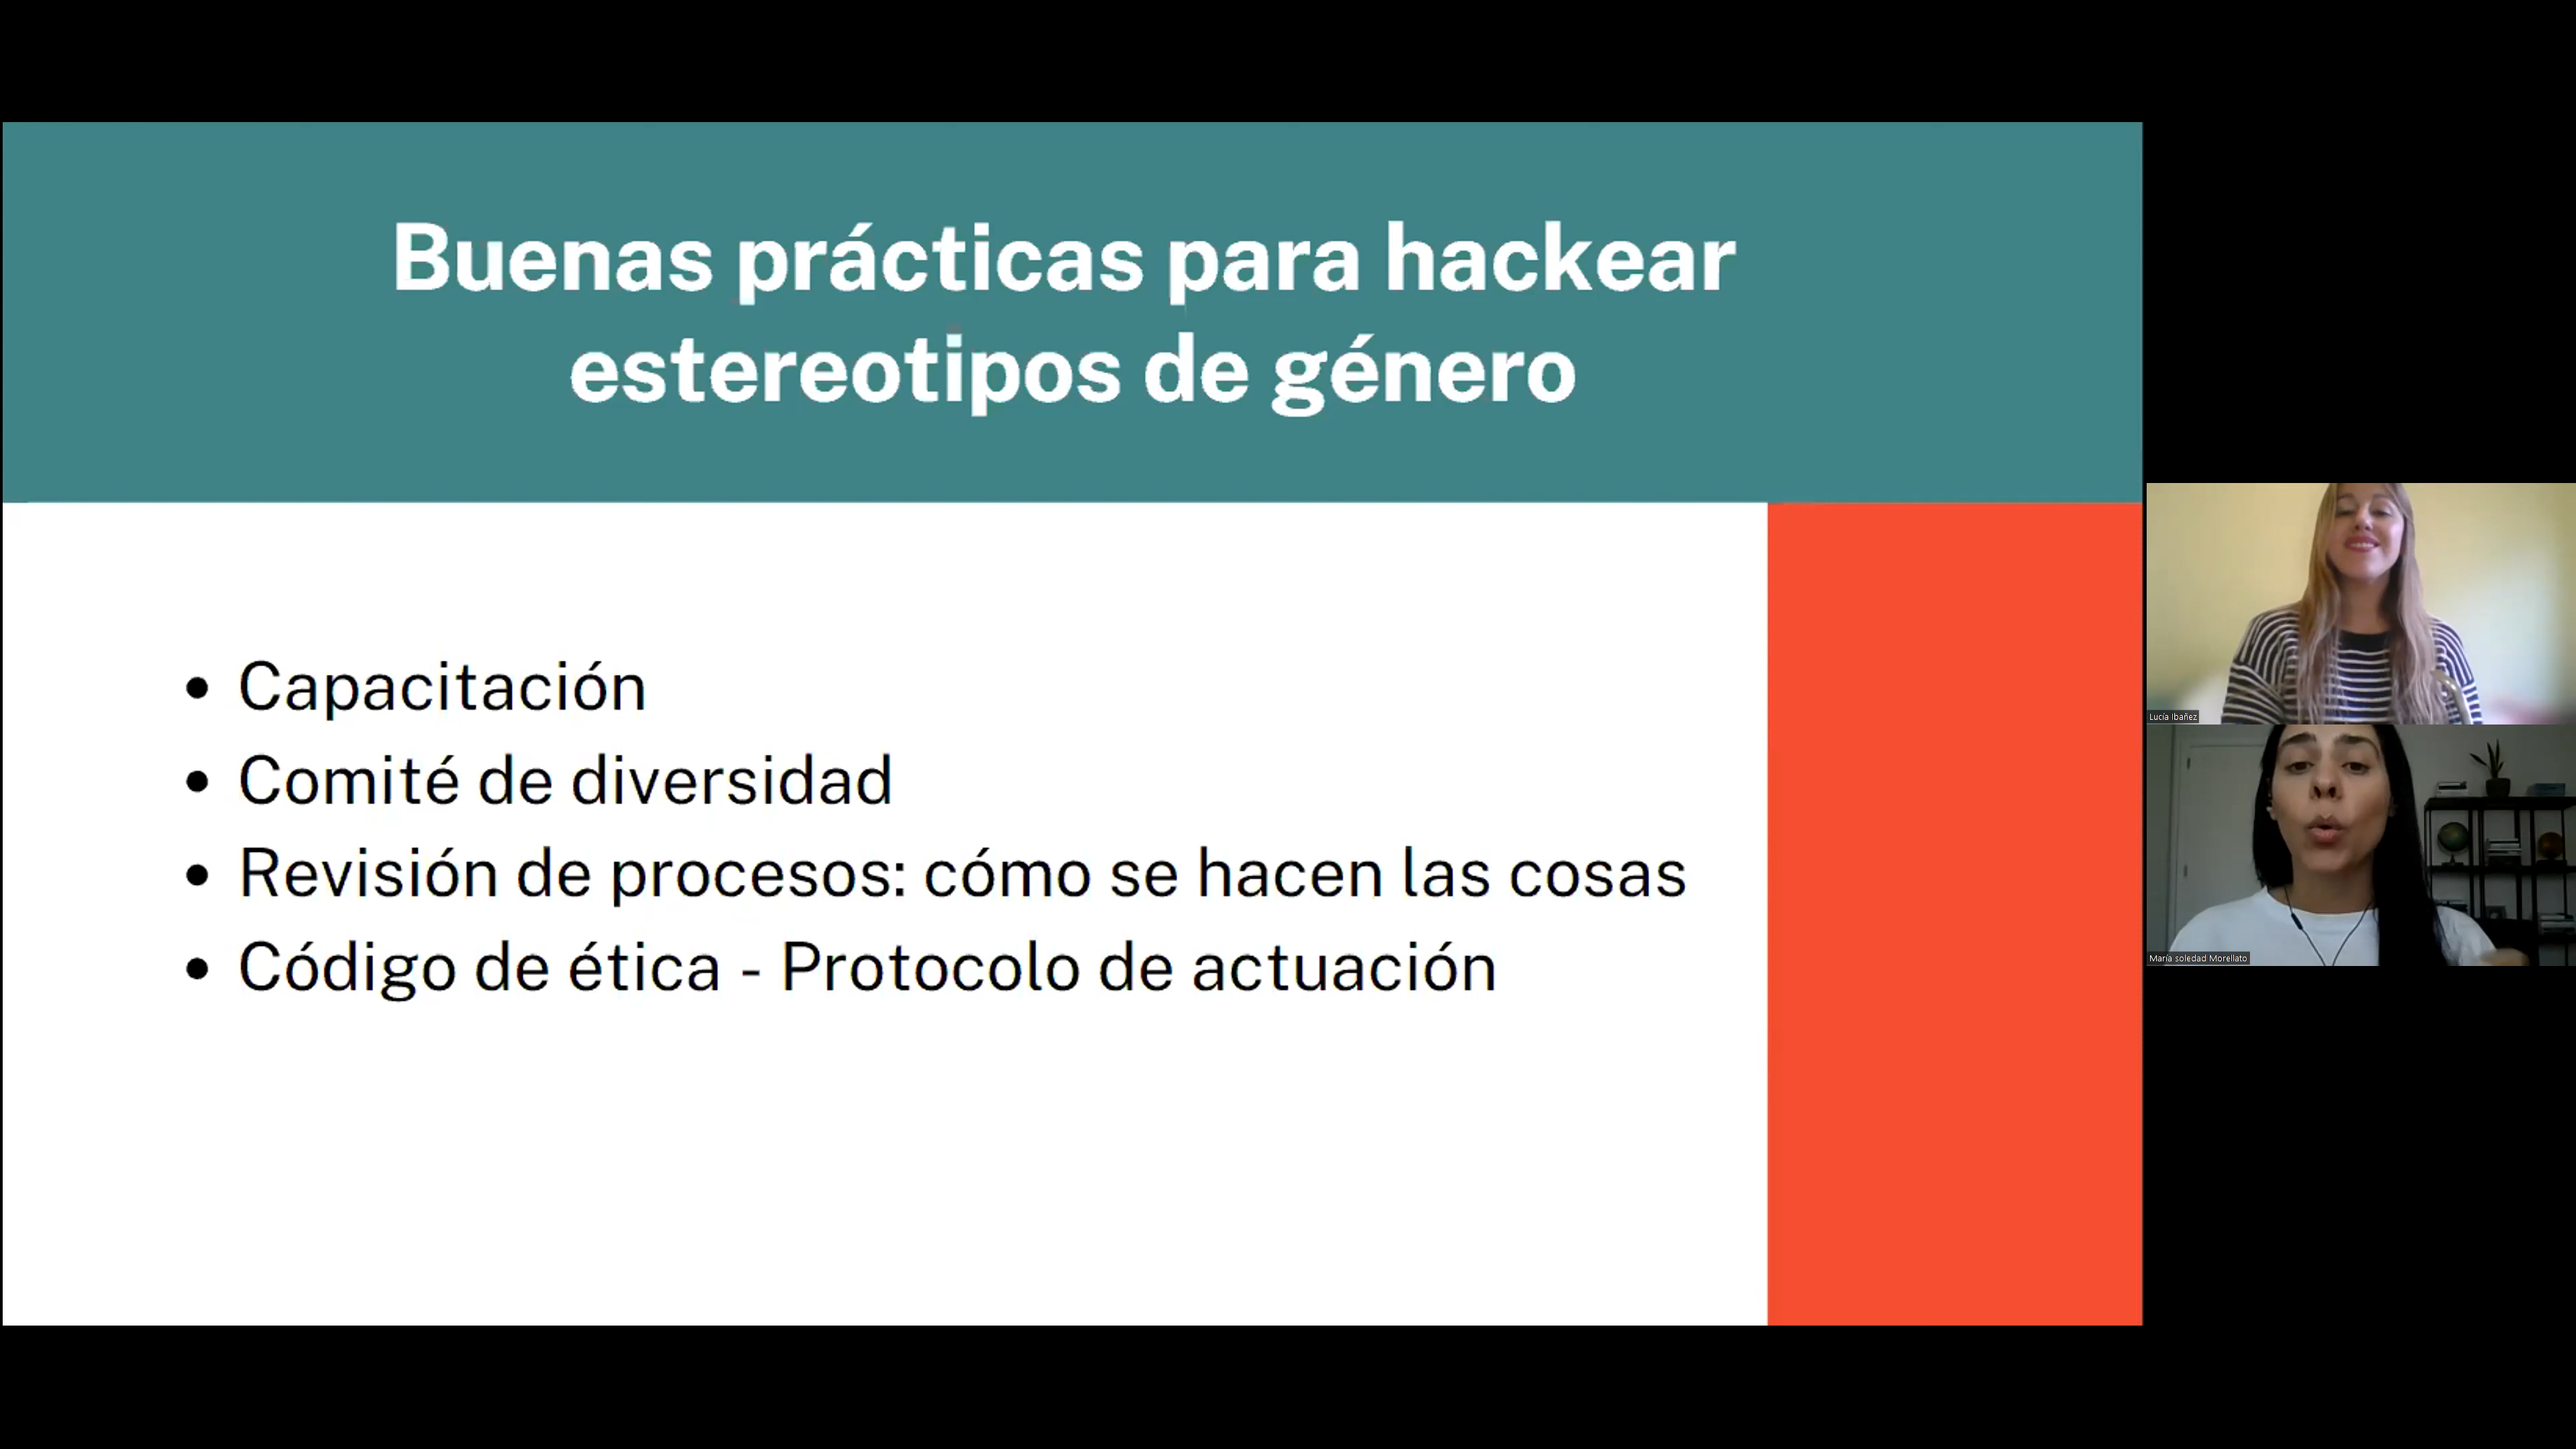 Buenas prácticas para hackear
estereotipos de género
• Capacitación
• Comité de diversidad
• Revisión de procesos: cómo se hacen las cosas
• Código de ética - Protocolo de actuación
Lucía Ibañez
María soledad Morellato